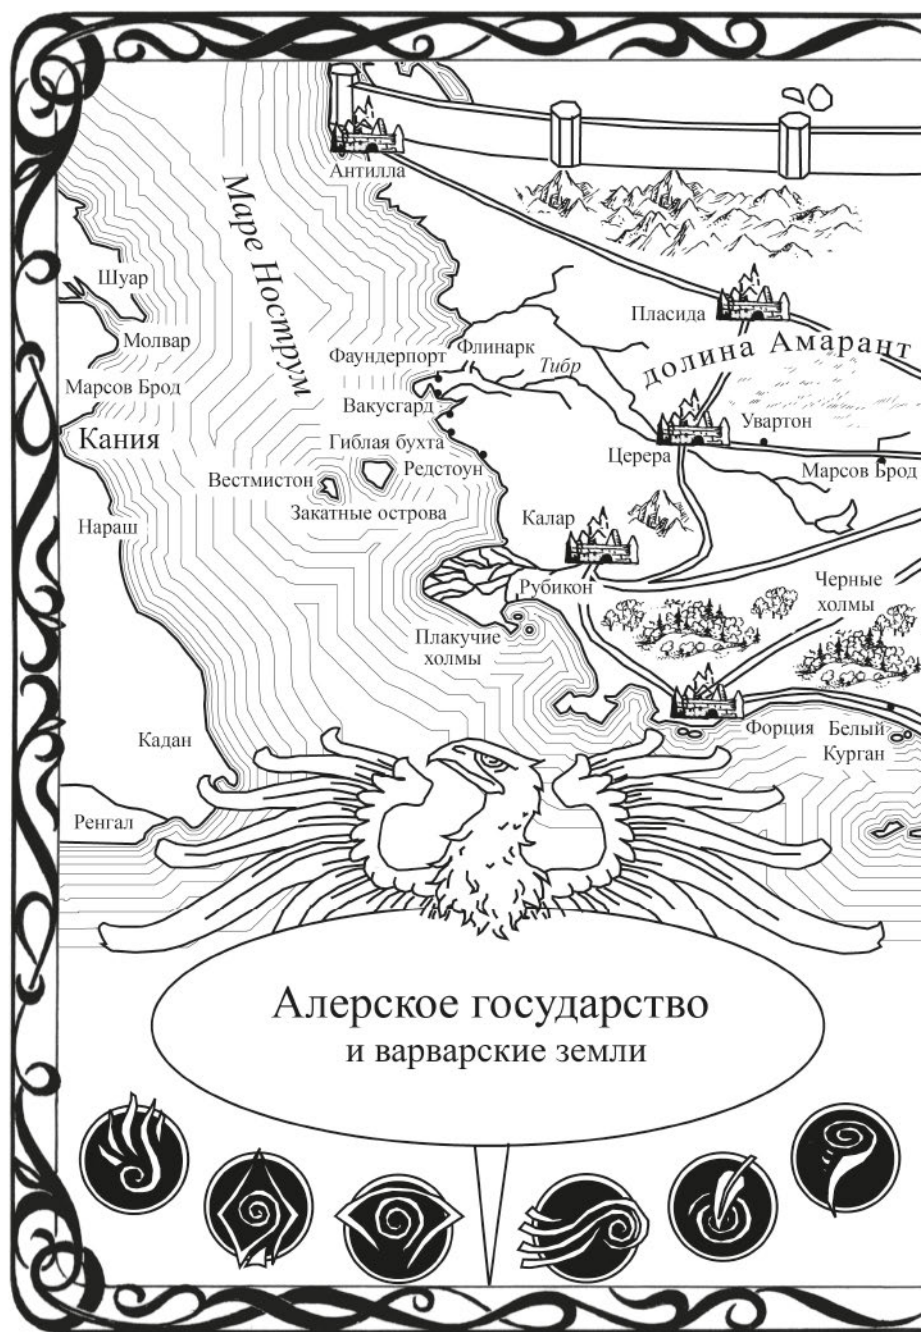 Антилла
Маре Нострум
Шуар
Пласида
Молвар
долина Амарант
Фаундерпорт
Флинарк
Тибр
Марсов Брод
Вакусгард
Увартон
Кания
Гиблая бухта
Церера
Редстоун
Марсов Брод
Вестмистон
Закатные острова
Калар
Нараш
Рубикон
Черные
холмы
Плакучие
холмы
Форция
Белый
Курган
Кадан
Ренгал
Алерское государство
и варварские земли